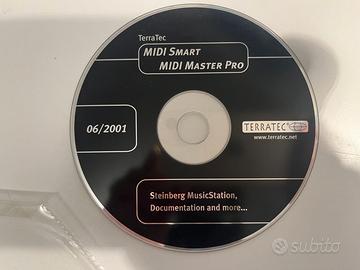 TerraTec
MIDI SMART
MIDI MASTER PRO
06/2001
TERRATEC
www.terratec.net
Steinberg MusicStation,
Documentation and more...
subito